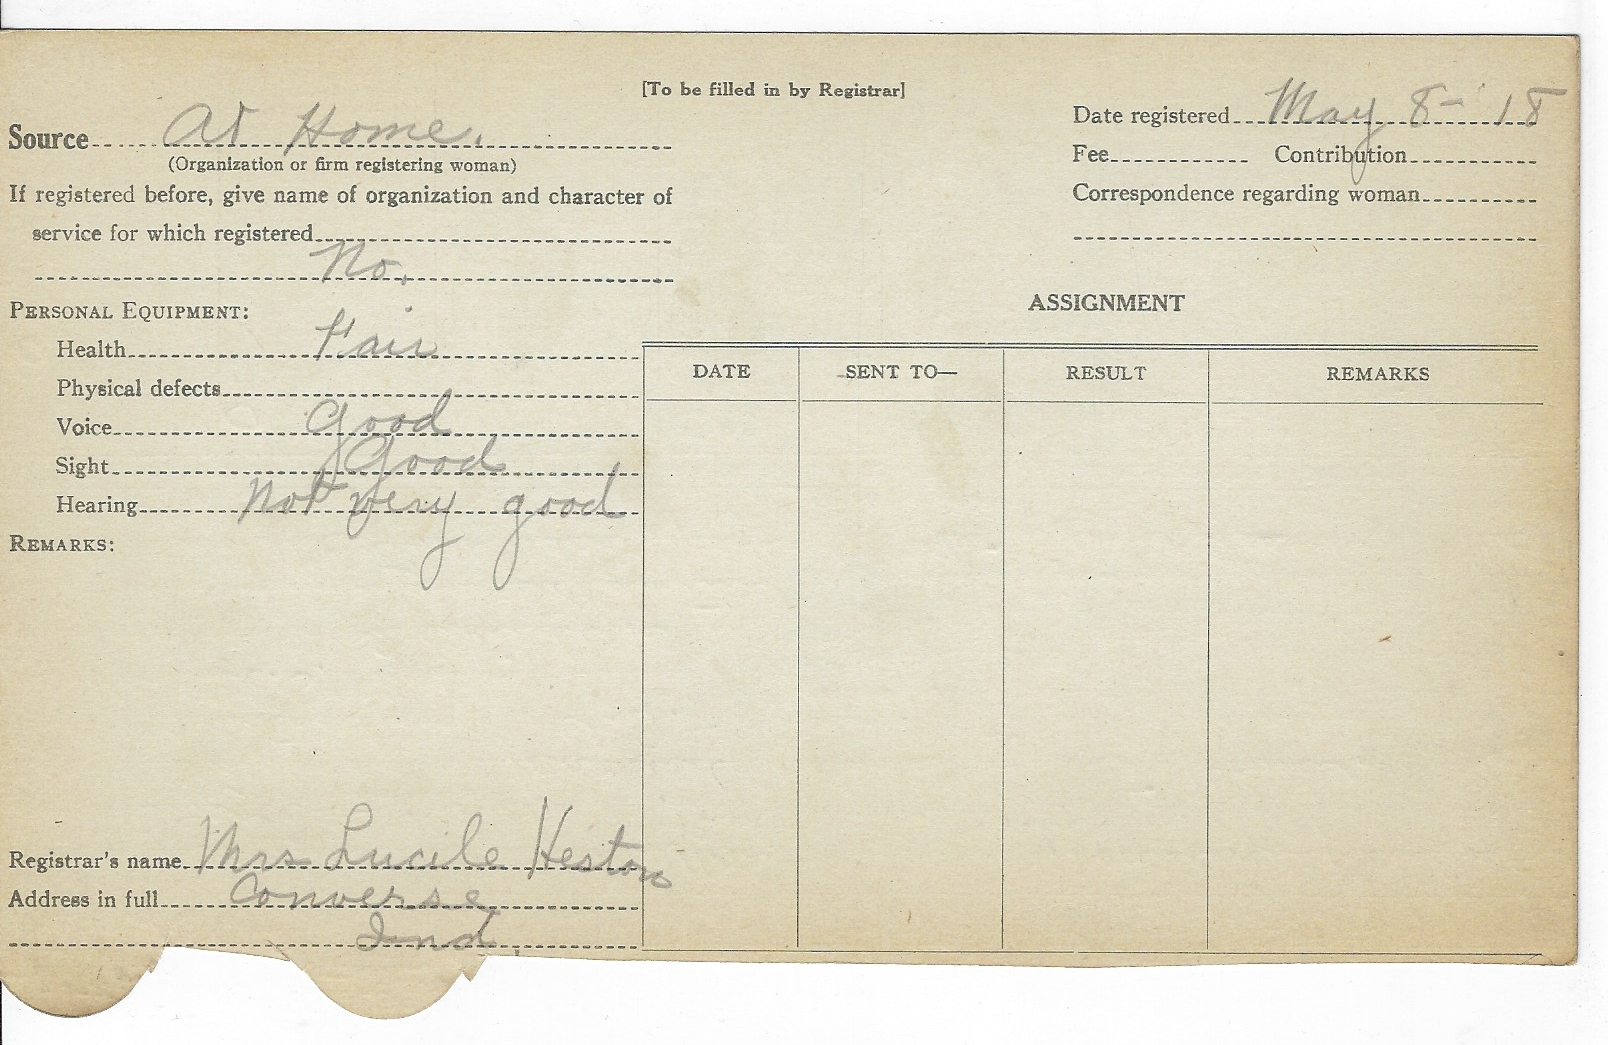 [To be filled in by Registrar]
Source At Home.
(Organization or firm registering woman)
If registered before, give name of organization and character of
service for which registered
No.
PERSONAL EQUIPMENT:
Health Fair
Physical defects
Voice Good
Sight Good
Hearing Not very good
REMARKS:
Registrar's name Mrs Lucile Heston
Address in full Converse
Ind.
Date registered May 8-'18
Fee Contribution
Correspondence regarding woman
ASSIGNMENT
DATE SENT TO— RESULT REMARKS